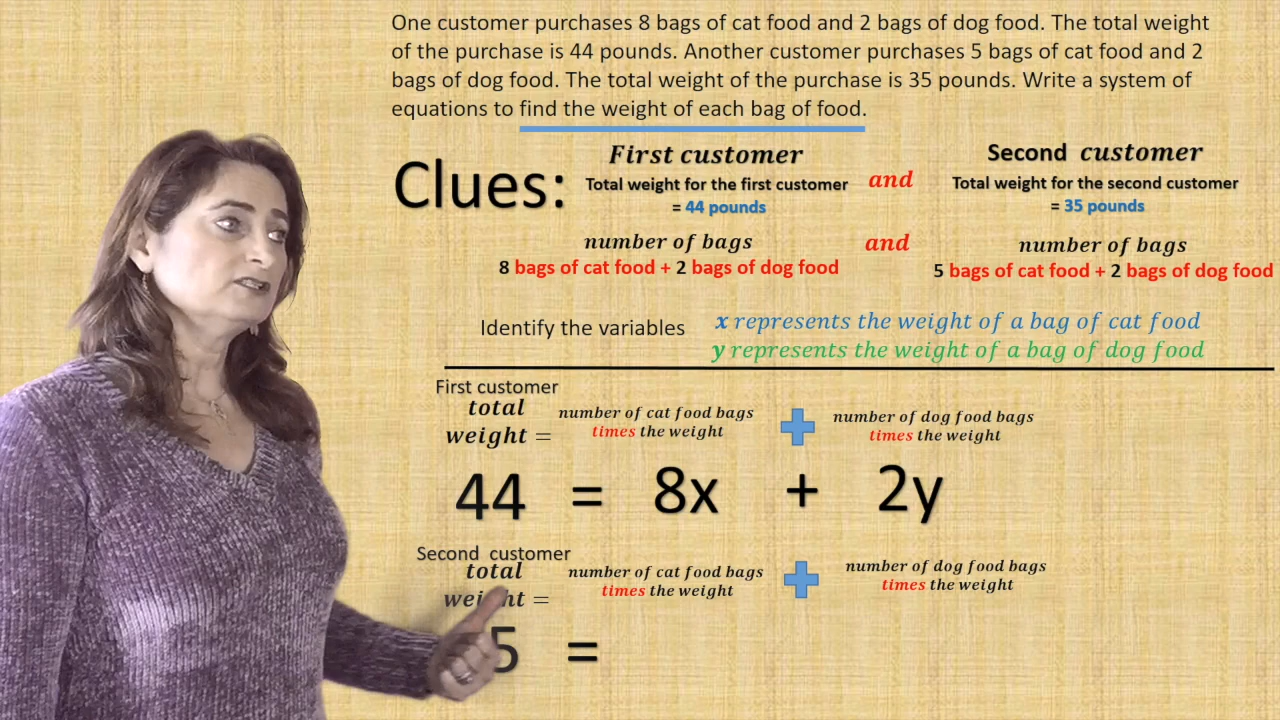 One customer purchases 8 bags of cat food and 2 bags of dog food. The total weight
of the purchase is 44 pounds. Another customer purchases 5 bags of cat food and 2
bags of dog food. The total weight of the purchase is 35 pounds. Write a system of
equations to find the weight of each bag of food.
Clues:
First customer
Total weight for the first customer
= 44 pounds
and
Second customer
Total weight for the second customer
= 35 pounds
number of bags
8 bags of cat food + 2 bags of dog food
and
number of bags
5 bags of cat food + 2 bags of dog food
Identify the variables
x represents the weight of a bag of cat food
y represents the weight of a bag of dog food
First customer
total
weight =
number of cat food bags
times the weight
+
number of dog food bags
times the weight
44 = 8x + 2y
Second customer
total
weight =
number of cat food bags
times the weight
+
number of dog food bags
times the weight
5 =